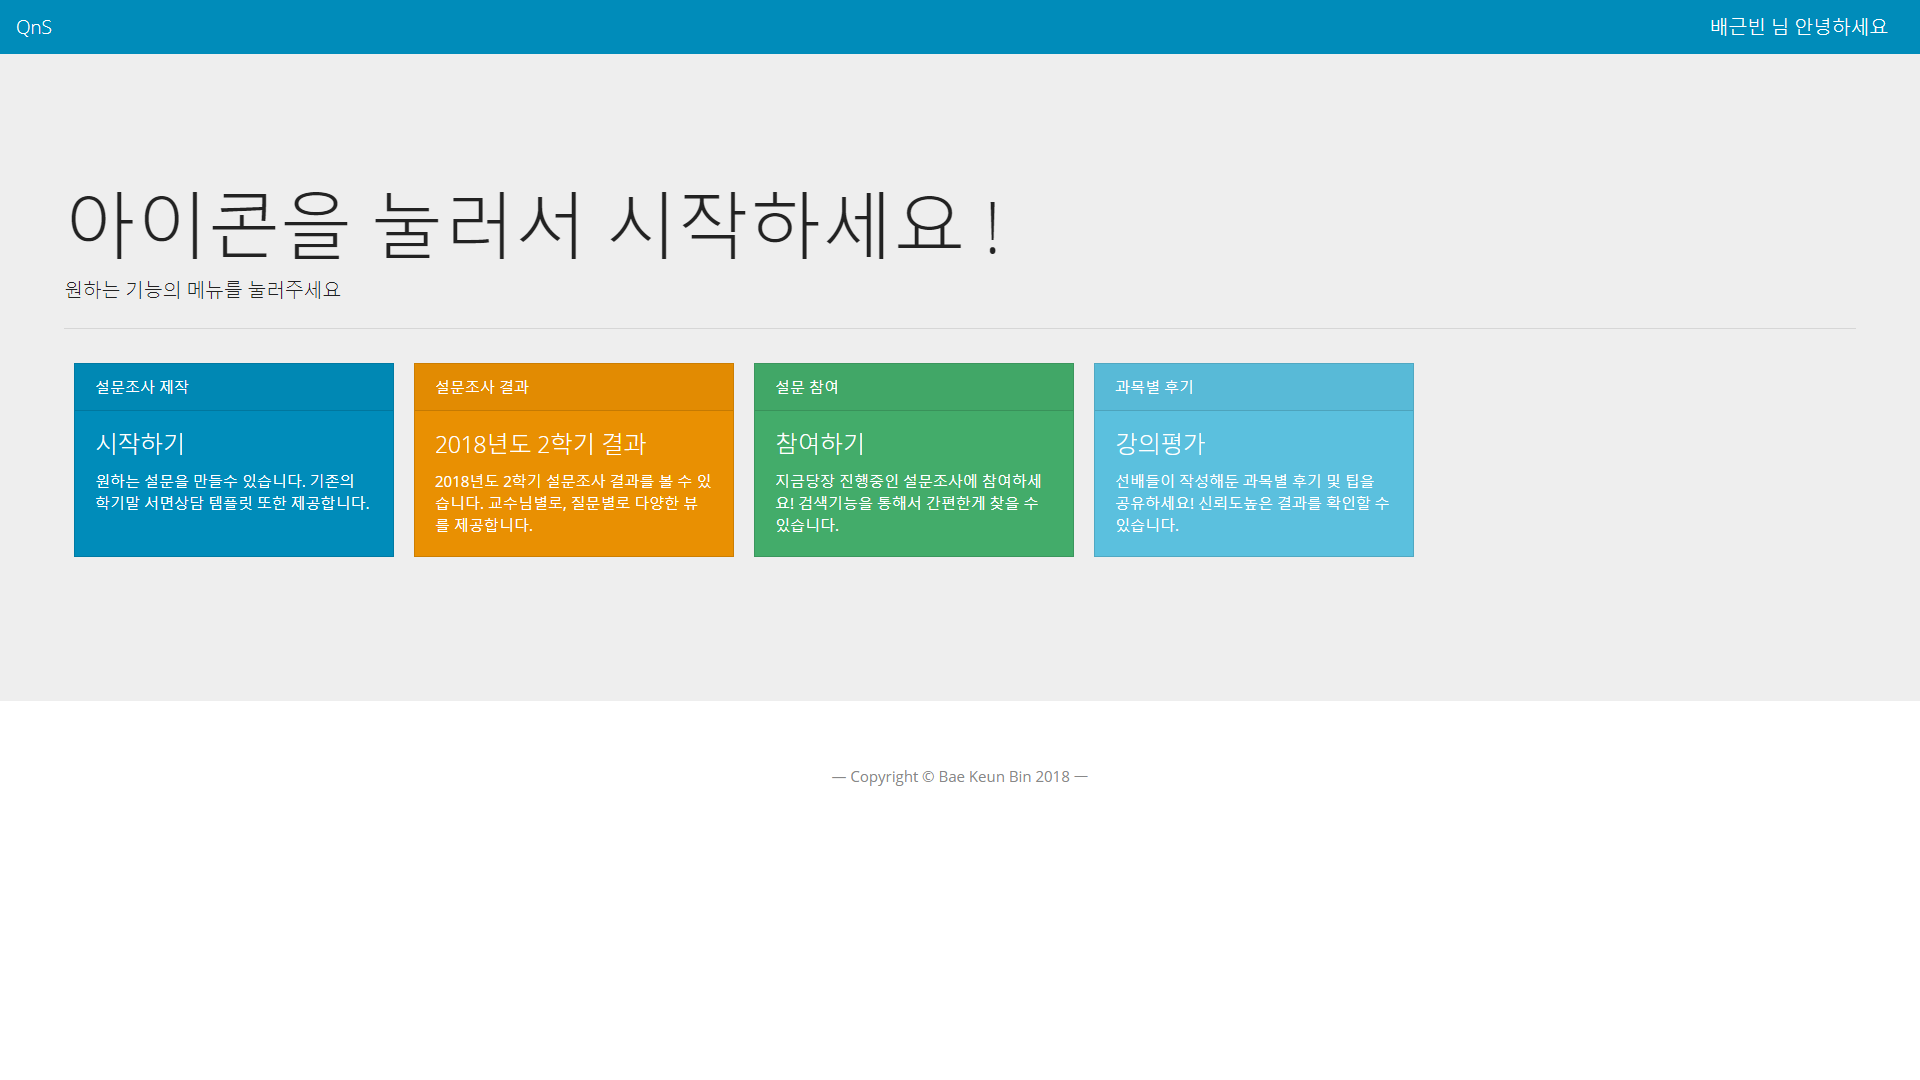 QnS
배근빈 님 안녕하세요
아이콘을 눌러서 시작하세요 !
원하는 기능의 메뉴를 눌러주세요
설문조사 제작
시작하기
원하는 설문을 만들수 있습니다. 기존의
학기말 서면상담 템플릿 또한 제공합니다.
설문조사 결과
2018년도 2학기 결과
2018년도 2학기 설문조사 결과를 볼 수 있
습니다. 교수님별로, 질문별로 다양한 뷰
를 제공합니다.
설문 참여
참여하기
지금당장 진행중인 설문조사에 참여하세
요! 검색기능을 통해서 간편한게 찾을 수
있습니다.
과목별 후기
강의평가
선배들이 작성해둔 과목별 후기 및 팁을
공유하세요! 신뢰도높은 결과를 확인할 수
있습니다.
— Copyright © Bae Keun Bin 2018 —